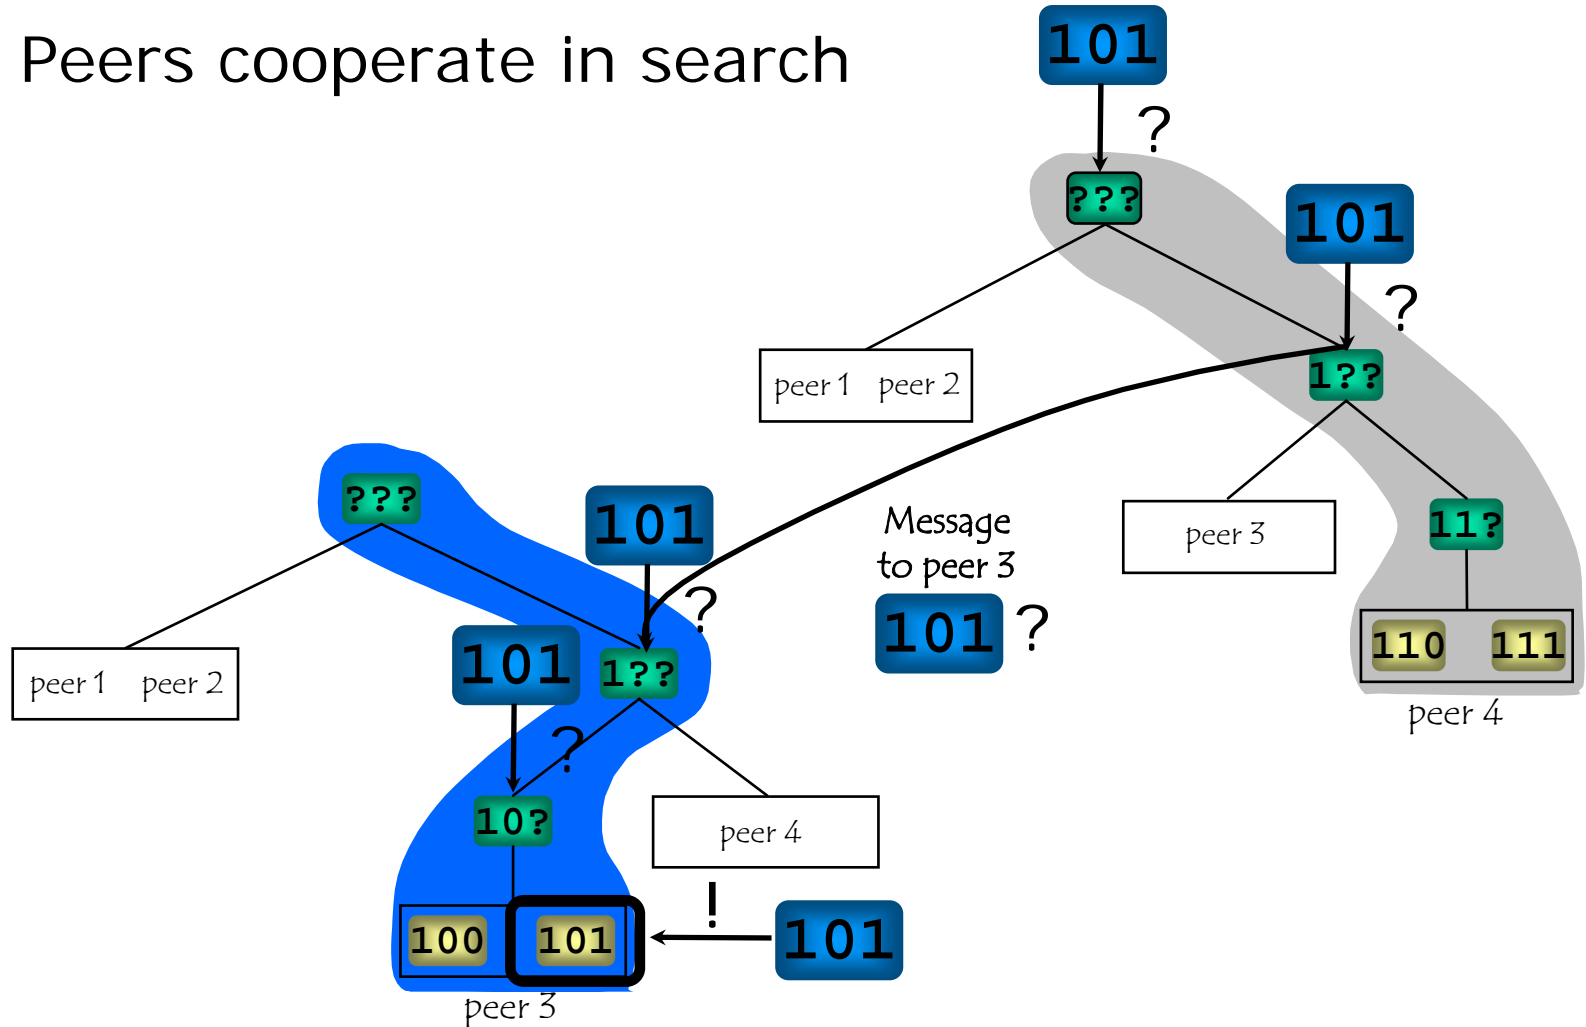 Peers cooperate in search
101
?
???
101
?
peer 1 peer 2
1??
???
101
Message
to peer 3
peer 3
11?
?
101 ?
101
1??
110 111
peer 1 peer 2
peer 4
?
10?
peer 4
!
100 101
101
peer 3